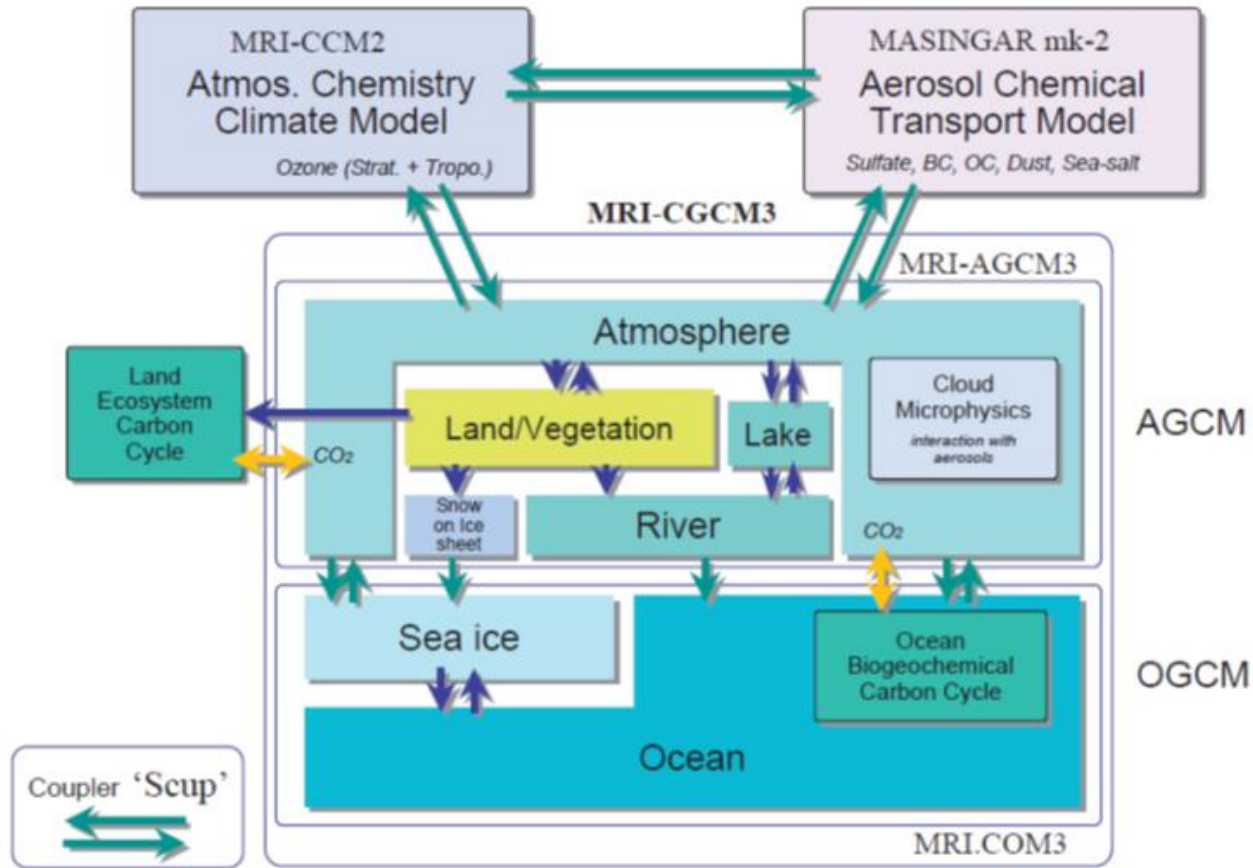 MRI-CCM2
Atmos. Chemistry
Climate Model
Ozone (Strat. + Tropo.)
MASINGAR mk-2
Aerosol Chemical
Transport Model
Sulfate, BC, OC, Dust, Sea-salt
MRI-CGCM3
MRI-AGCM3
Atmosphere
Land
Ecosystem
Carbon
Cycle
CO₂
Land/Vegetation
Lake
Cloud
Microphysics
interaction with
aerosols
AGCM
Snow
on Ice
sheet
River
CO₂
Sea ice
Ocean
Biogeochemical
Carbon Cycle
OGCM
Ocean
Coupler 'Scup'
MRI.COM3